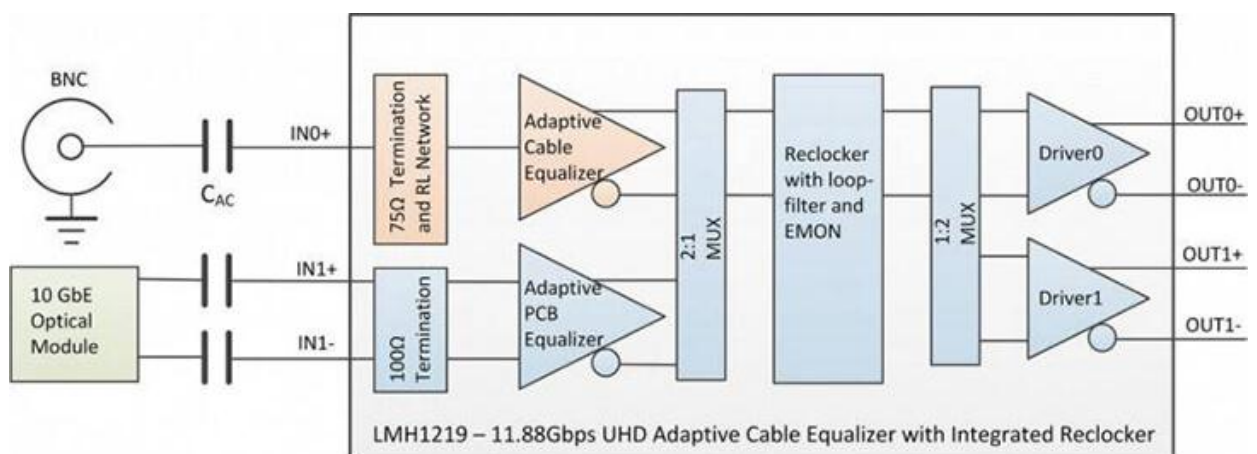 BNC
C_AC
IN0+
75Ω Termination
and RL Network
Adaptive
Cable
Equalizer
2:1
MUX
Reclocker
with loop-
filter and
EMON
1:2
MUX
Driver0
OUT0+
OUT0-
10 GbE
Optical
Module
IN1+
IN1-
100Ω
Termination
Adaptive
PCB
Equalizer
Driver1
OUT1+
OUT1-
LMH1219 – 11.88Gbps UHD Adaptive Cable Equalizer with Integrated Reclocker